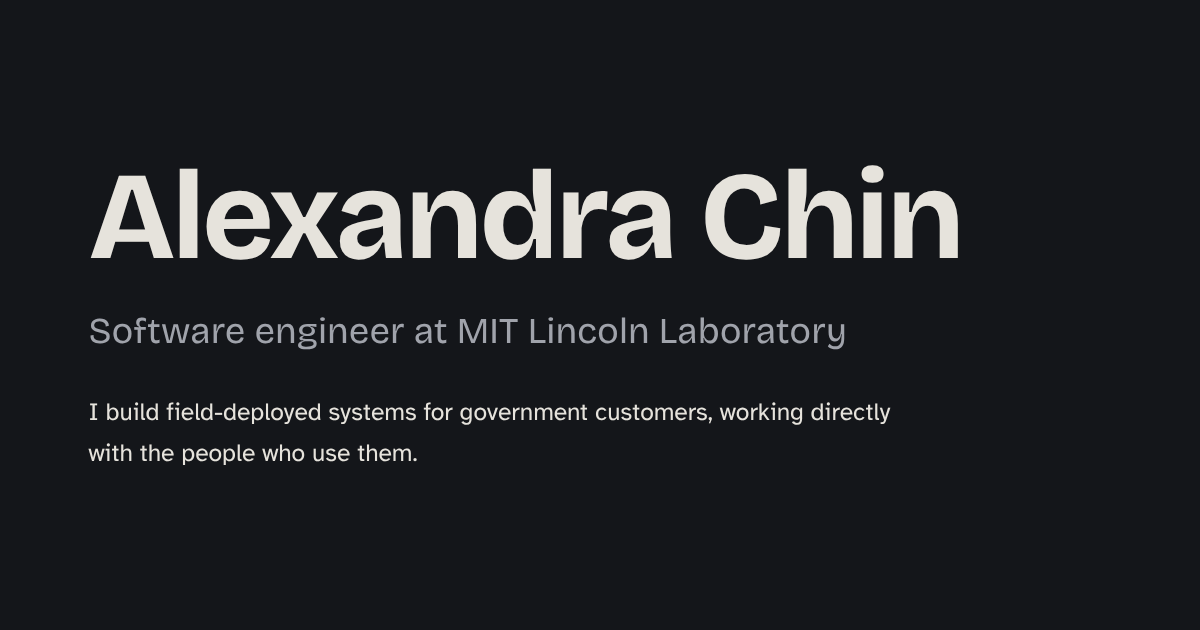 Alexandra Chin
Software engineer at MIT Lincoln Laboratory
I build field-deployed systems for government customers, working directly
with the people who use them.